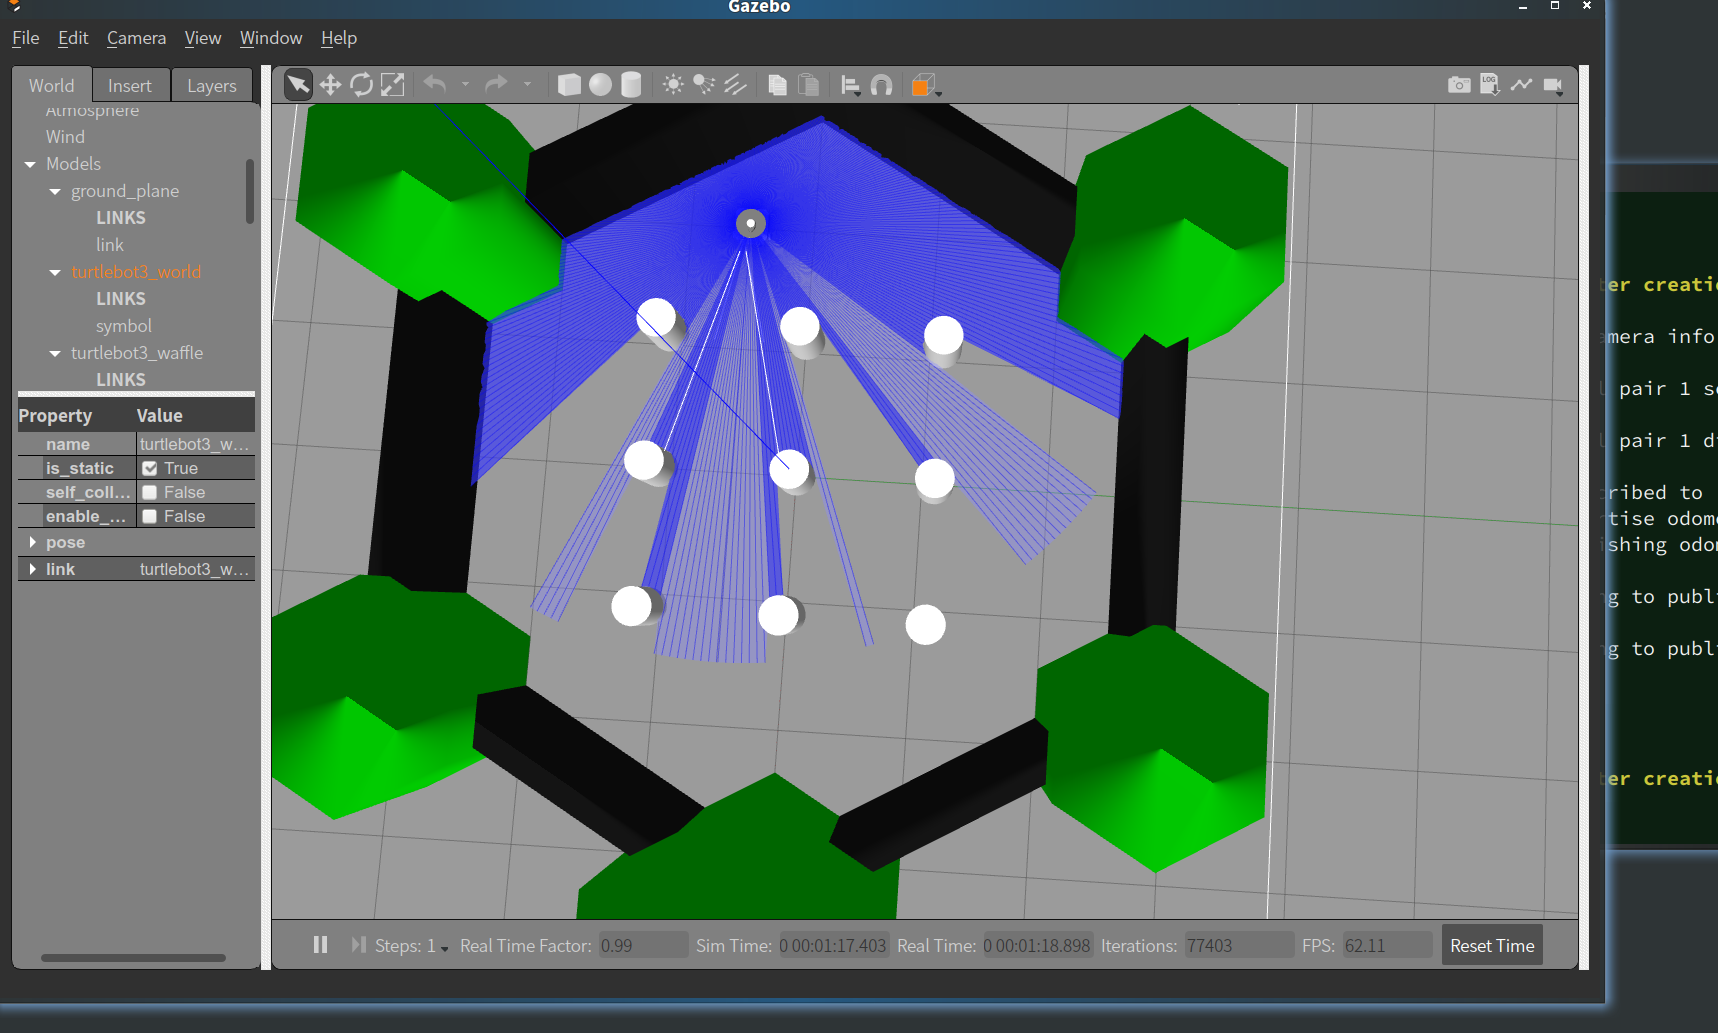 Gazebo
File Edit Camera View Window Help
World Insert Layers
LOG
Atmosphere
Wind
Models
ground_plane
LINKS
link
turtlebot3_world
LINKS
symbol
turtlebot3_waffle
LINKS
Property Value
name turtlebot3_w...
is_static True
self_coll... False
enable_... False
pose
link turtlebot3_w...
er creati
mera infor
pair 1 s
pair 1 d
ribed to
tise odom
shing odo
g to publ
g to publ
er creati
Steps: 1 Real Time Factor: 0.99 Sim Time: 0 00:01:17.403 Real Time: 0 00:01:18.898 Iterations: 77403 FPS: 62.11 Reset Time